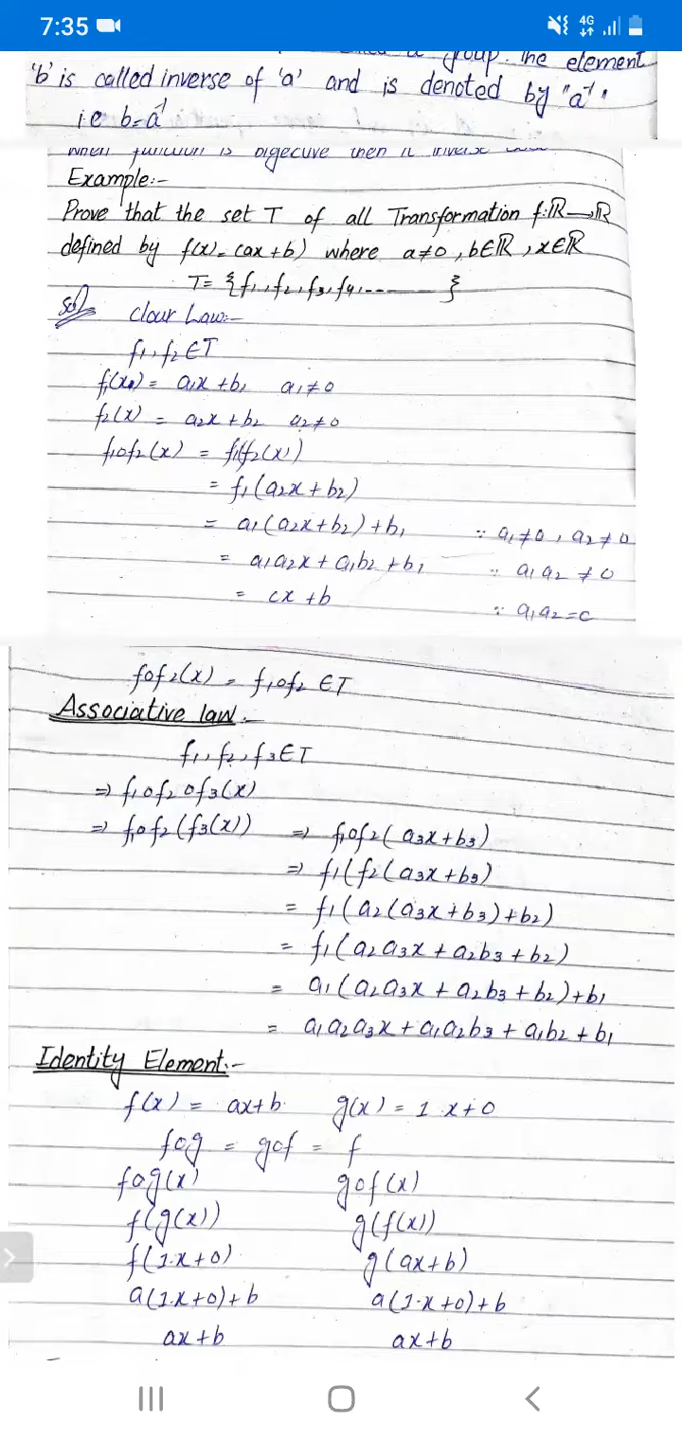 7:35
4G
group. The element
'b' is called inverse of 'a' and is denoted by "a⁻¹"
i.e b=a⁻¹
when function is then it
Example:-
Prove that the set T of all Transformation f:ℝ→ℝ
defined by f(x)=(ax+b) where a≠0, b∈ℝ, x∈ℝ
T= {f₁, f₂, f₃, f₄, -------- }
Sol
Clour Law:-
f₁, f₂ ∈T
f₁(x) = a₁x+b₁ a₁≠0
f₂(x) = a₂x+b₂ a₂≠0
f₁of₂(x) = f₁(f₂(x))
= f₁(a₂x+b₂)
= a₁(a₂x+b₂)+b₁ ∵ a₁≠0, a₂≠0
= a₁a₂x+a₁b₂+b₁ ∵ a₁a₂≠0
= cx+b ∵ a₁a₂=c
fof₂(x) = f₁of₂ ∈T
Associative law:-
f₁, f₂, f₃∈T
⇒ f₁of₂of₃(x)
⇒ f₁of₂(f₃(x)) ⇒ f₁of₂(a₃x+b₃)
⇒ f₁(f₂(a₃x+b₃)
= f₁(a₂(a₃x+b₃)+b₂)
= f₁(a₂a₃x+a₂b₃+b₂)
= a₁(a₂a₃x+a₂b₃+b₂)+b₁
= a₁a₂a₃x+a₁a₂b₃+a₁b₂+b₁
Identity Element:-
f(x) = ax+b g(x)=1.x+0
fog = gof = f
fog(x) gof(x)
f(g(x)) g(f(x))
f(1.x+0) g(ax+b)
a(1.x+0)+b a(1.x+0)+b
ax+b ax+b